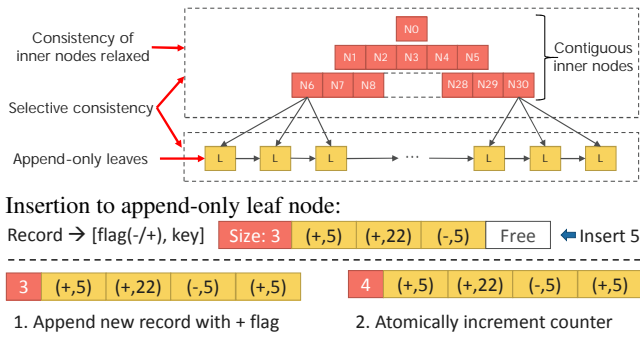 Consistency of
inner nodes relaxed
N0
N1 N2 N3 N4 N5
N6 N7 N8 N28 N29 N30
Contiguous
inner nodes
Selective consistency
Append-only leaves
L L L ... L L L
Insertion to append-only leaf node:
Record → [flag(-/+), key] Size: 3 (+,5) (+,22) (-,5) Free Insert 5
3 (+,5) (+,22) (-,5) (+,5)
4 (+,5) (+,22) (-,5) (+,5)
1. Append new record with + flag
2. Atomically increment counter